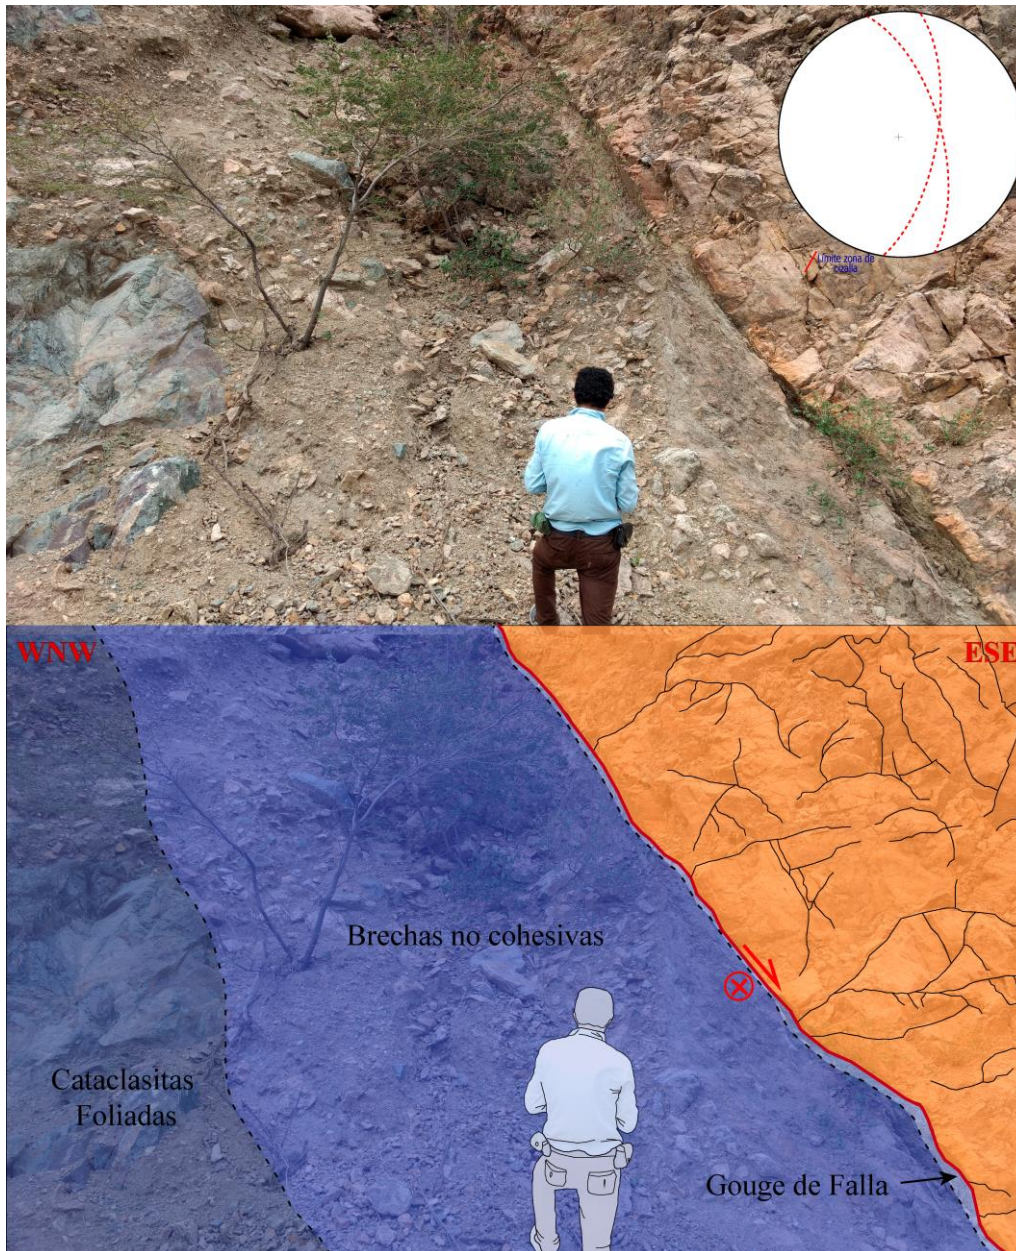 Límite zona de
cizalla
WNW
ESE
Brechas no cohesivas
Cataclasitas
Foliadas
Gouge de Falla